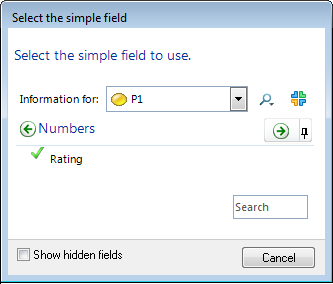 Select the simple field
Select the simple field to use.
Information for: P1
Numbers
Rating
Search
Show hidden fields
Cancel